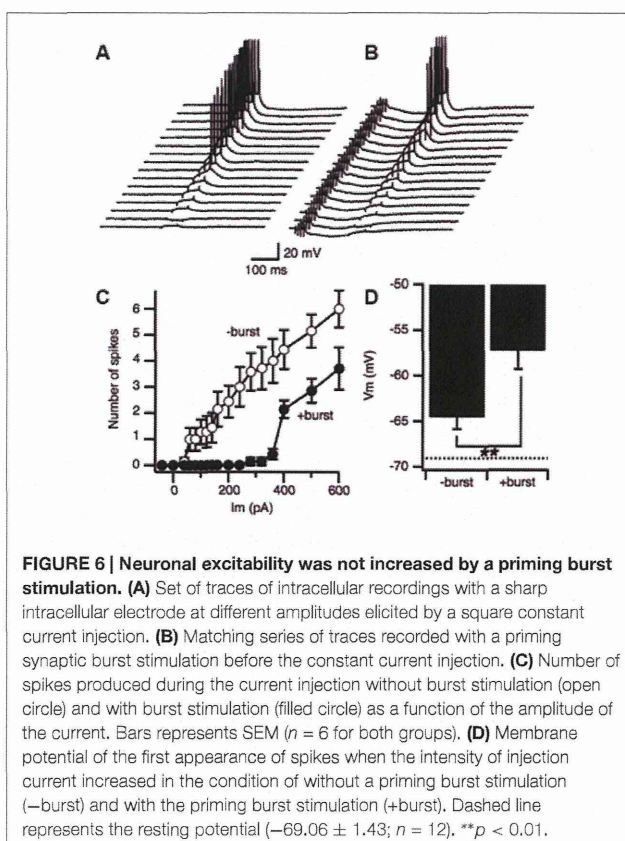 A
B
20 mV
100 ms
C
6
5
4
3
2
1
0
Number of spikes
-burst
+burst
0
200
400
600
Im (pA)
D
-50
-55
-60
-65
-70
Vm (mV)
**
-burst
+burst
FIGURE 6 | Neuronal excitability was not increased by a priming burst
stimulation. (A) Set of traces of intracellular recordings with a sharp
intracellular electrode at different amplitudes elicited by a square constant
current injection. (B) Matching series of traces recorded with a priming
synaptic burst stimulation before the constant current injection. (C) Number of
spikes produced during the current injection without burst stimulation (open
circle) and with burst stimulation (filled circle) as a function of the amplitude of
the current. Bars represents SEM (n = 6 for both groups). (D) Membrane
potential of the first appearance of spikes when the intensity of injection
current increased in the condition of without a priming burst stimulation
(−burst) and with the priming burst stimulation (+burst). Dashed line
represents the resting potential (−69.06 ± 1.43; n = 12). **p < 0.01.